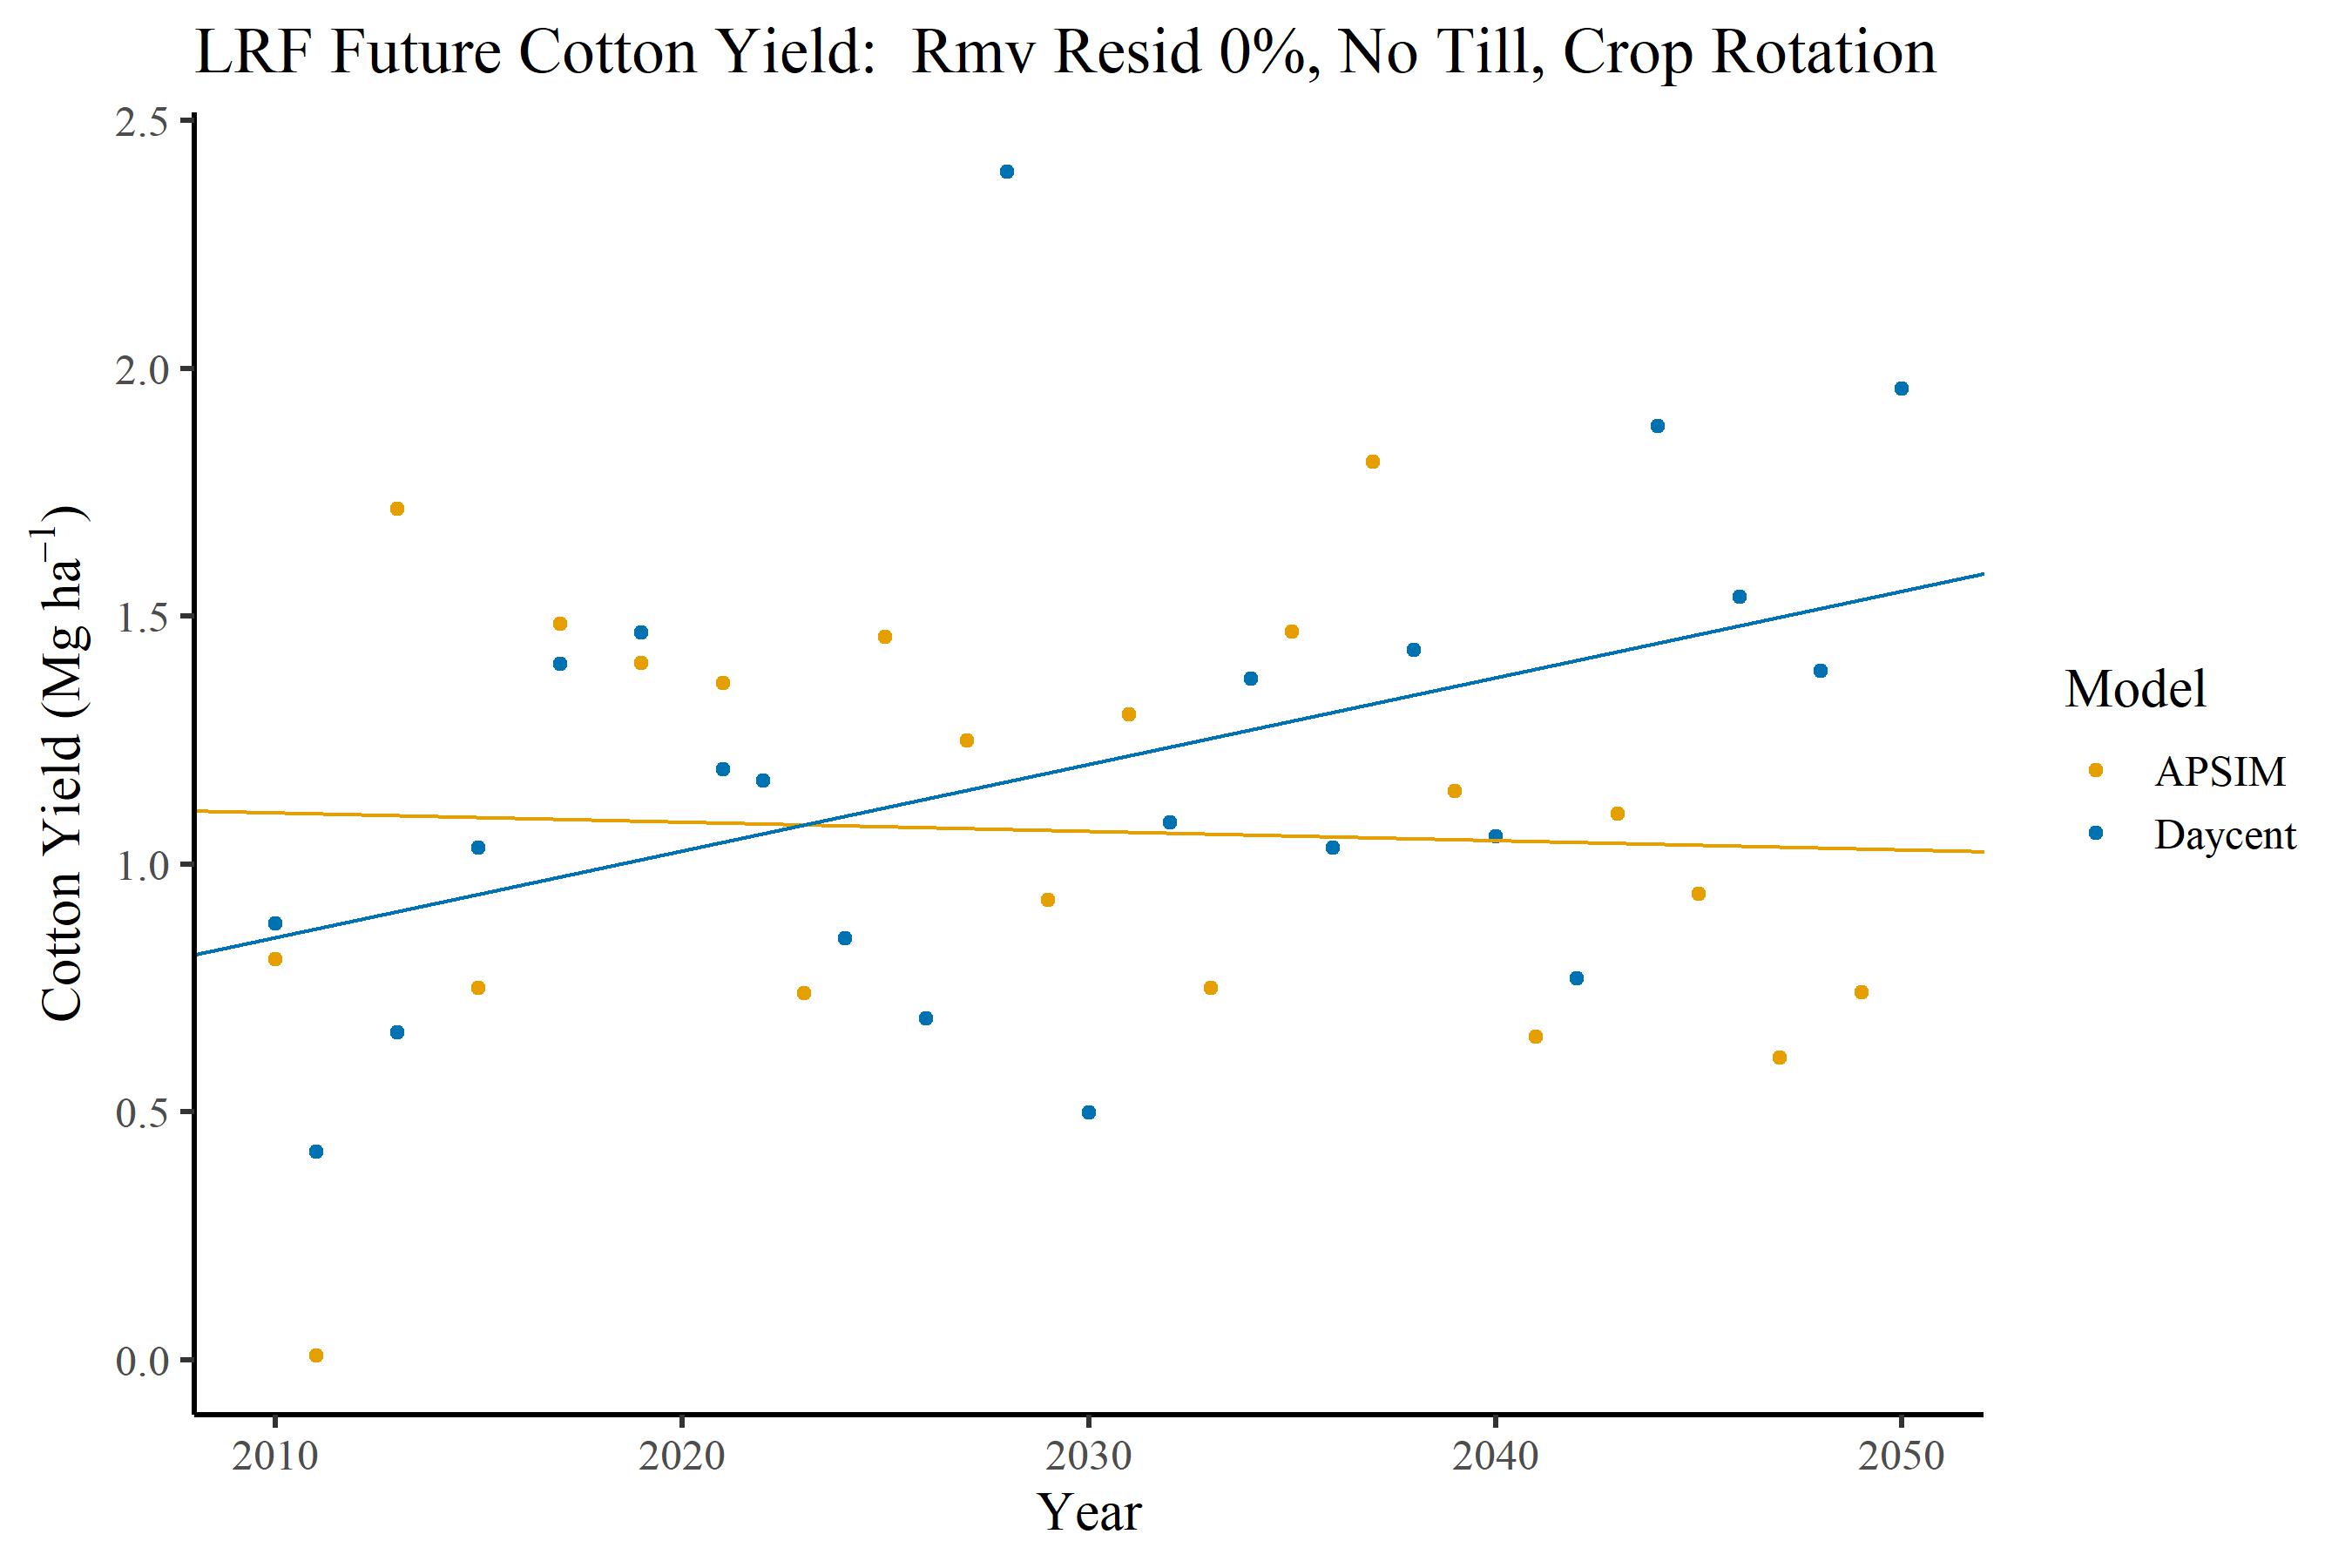 LRF Future Cotton Yield:  Rmv Resid 0%, No Till, Crop Rotation
Cotton Yield (Mg ha⁻¹)
2.5
2.0
1.5
1.0
0.5
0.0
2010 2020 2030 2040 2050
Year
Model
APSIM
Daycent